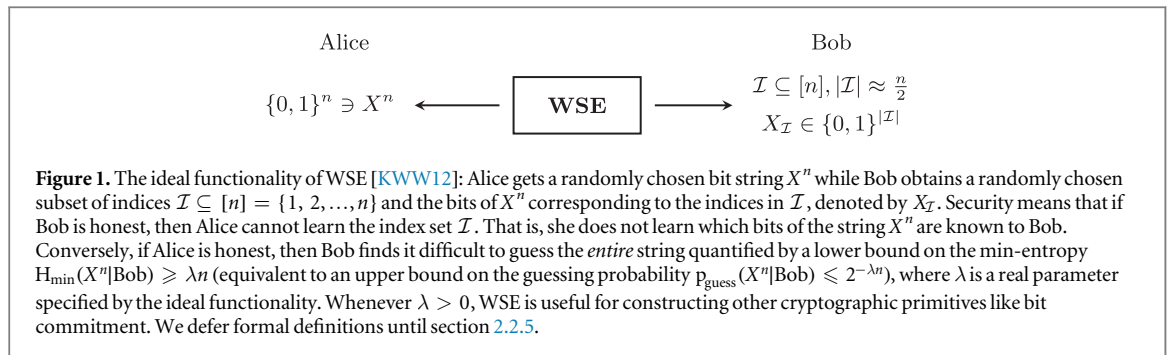 Alice
Bob
{0, 1}ⁿ ∋ Xⁿ
WSE
ℐ ⊆ [n], |ℐ| ≈ n/2
X_ℐ ∈ {0, 1}^|ℐ|
Figure 1. The ideal functionality of WSE [KWW12]: Alice gets a randomly chosen bit string Xⁿ while Bob obtains a randomly chosen
subset of indices ℐ ⊆ [n] = {1, 2,…,n} and the bits of Xⁿ corresponding to the indices in ℐ, denoted by X_ℐ. Security means that if
Bob is honest, then Alice cannot learn the index set ℐ. That is, she does not learn which bits of the string Xⁿ are known to Bob.
Conversely, if Alice is honest, then Bob finds it difficult to guess the entire string quantified by a lower bound on the min-entropy
H_min(Xⁿ|Bob) ⩾ λn (equivalent to an upper bound on the guessing probability p_guess(Xⁿ|Bob) ⩽ 2^−λn), where λ is a real parameter
specified by the ideal functionality. Whenever λ > 0, WSE is useful for constructing other cryptographic primitives like bit
commitment. We defer formal definitions until section 2.2.5.